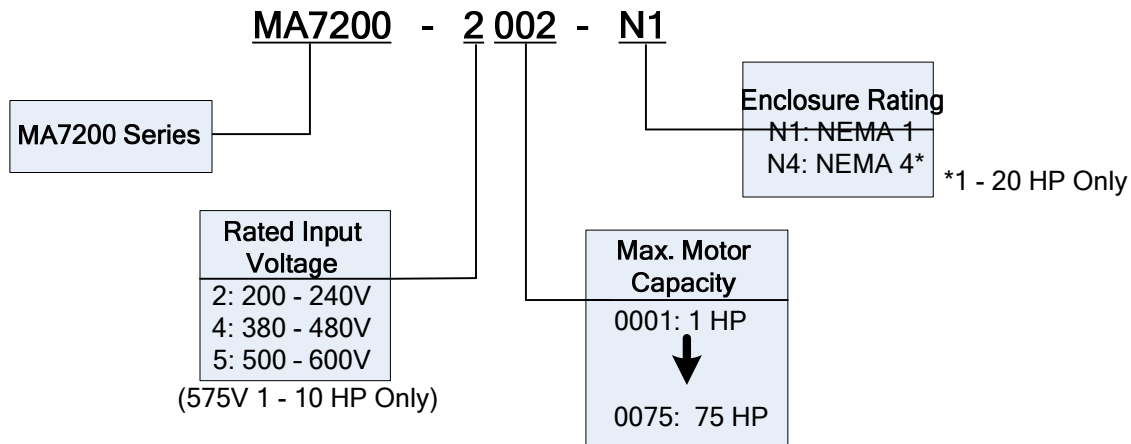 MA7200 - 2 002 - N1
MA7200 Series
Enclosure Rating
N1: NEMA 1
N4: NEMA 4*
*1 - 20 HP Only
Rated Input
Voltage
2: 200 - 240V
4: 380 - 480V
5: 500 - 600V
(575V 1 - 10 HP Only)
Max. Motor
Capacity
0001: 1 HP
0075: 75 HP